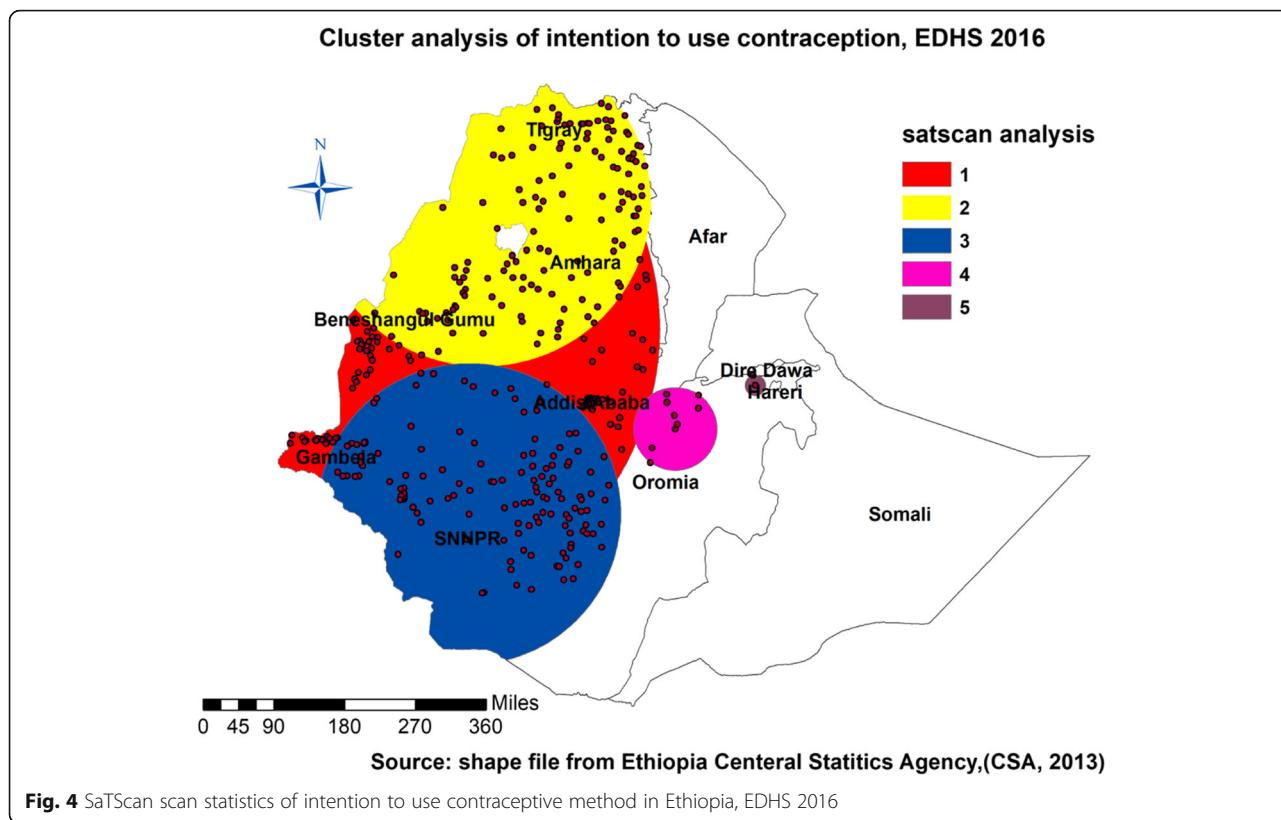 Cluster analysis of intention to use contraception, EDHS 2016
N
satscan analysis
1
2
3
4
5
Tigray
Afar
Amhara
Beneshangul Gumu
Dire Dawa
Hareri
Addis Ababa
Gambela
Oromia
Somali
SNNPR
Miles
0 45 90 180 270 360
Source: shape file from Ethiopia Centeral Statitics Agency,(CSA, 2013)
Fig. 4 SaTScan scan statistics of intention to use contraceptive method in Ethiopia, EDHS 2016